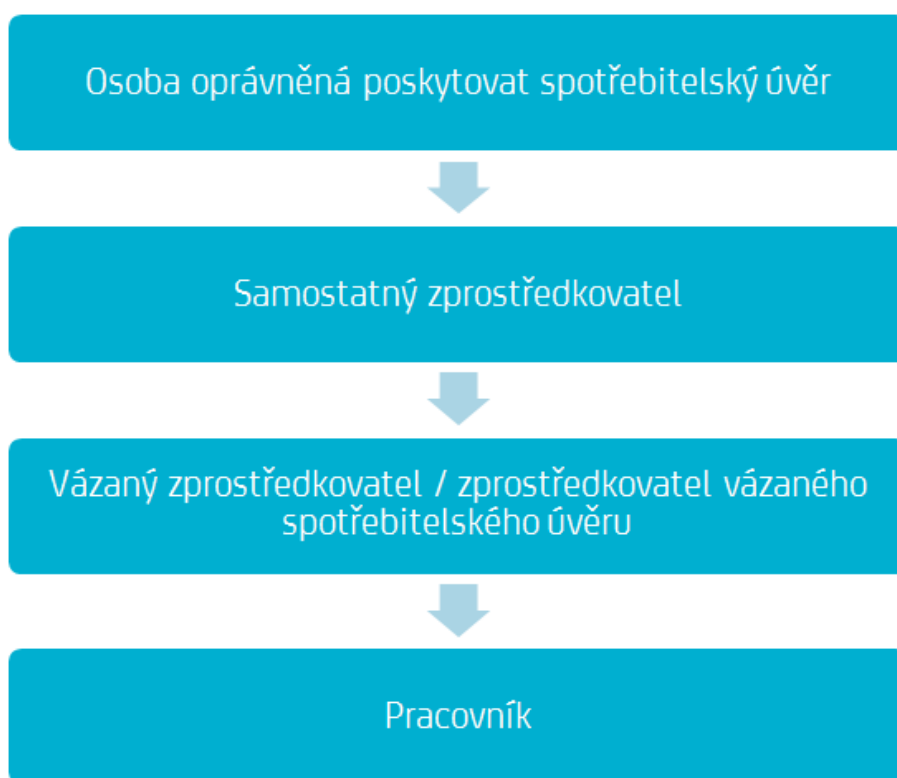 Osoba oprávněná poskytovat spotřebitelský úvěr
Samostatný zprostředkovatel
Vázaný zprostředkovatel / zprostředkovatel vázaného
spotřebitelského úvěru
Pracovník